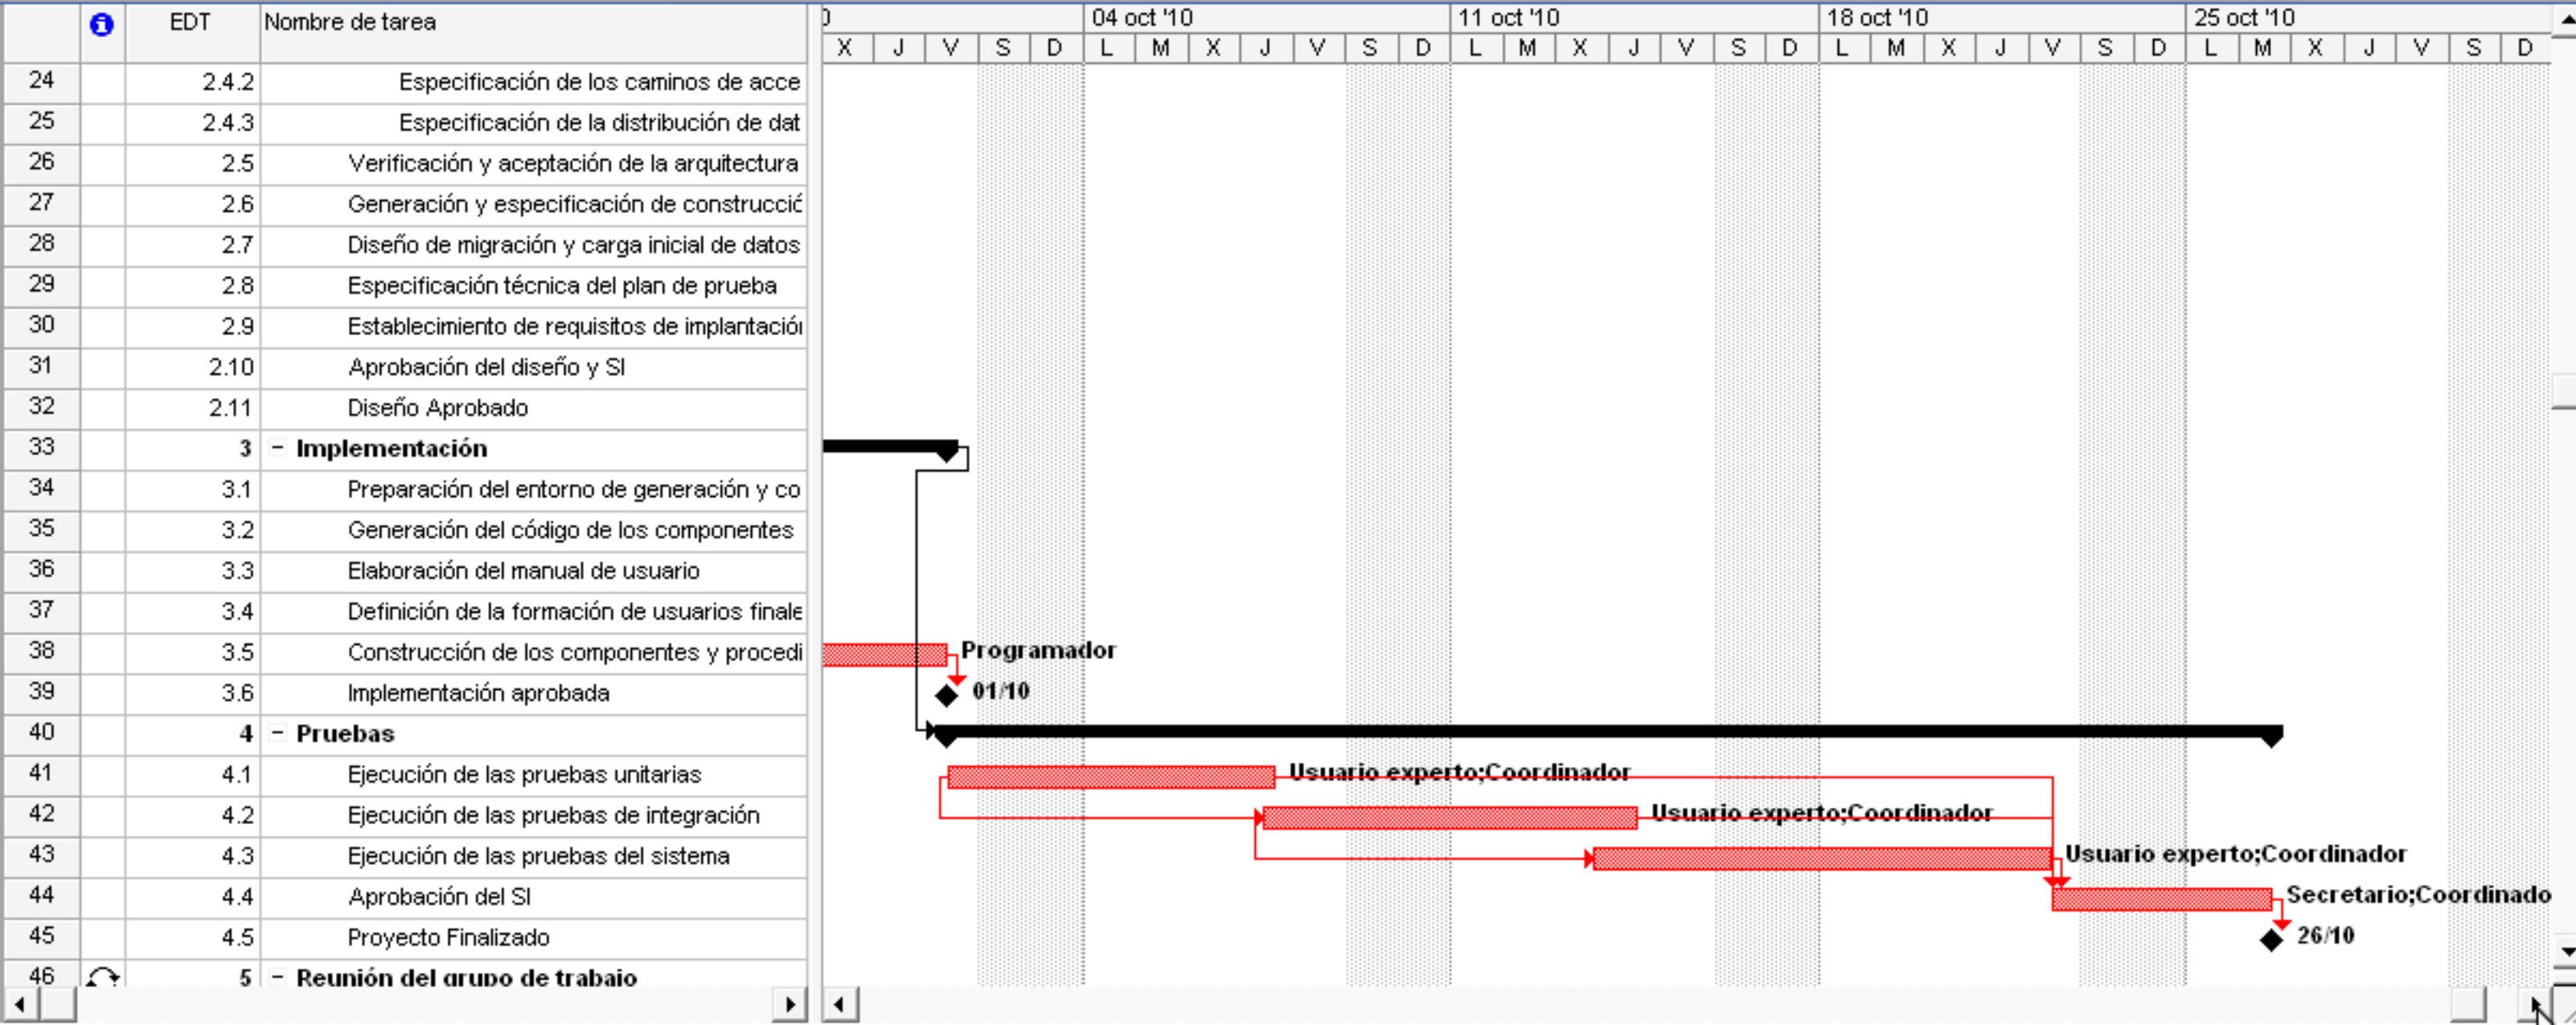 EDT Nombre de tarea 04 oct '10 11 oct '10 18 oct '10 25 oct '10
X J V S D L M X J V S D L M X J V S D L M X J V S D L M X J V S D
24 2.4.2 Especificación de los caminos de acce
25 2.4.3 Especificación de la distribución de dat
26 2.5 Verificación y aceptación de la arquitectura
27 2.6 Generación y especificación de construcció
28 2.7 Diseño de migración y carga inicial de datos
29 2.8 Especificación técnica del plan de prueba
30 2.9 Establecimiento de requisitos de implantación
31 2.10 Aprobación del diseño y SI
32 2.11 Diseño Aprobado
33 3 − Implementación
34 3.1 Preparación del entorno de generación y co
35 3.2 Generación del código de los componentes
36 3.3 Elaboración del manual de usuario
37 3.4 Definición de la formación de usuarios finale
38 3.5 Construcción de los componentes y procedi Programador
39 3.6 Implementación aprobada 01/10
40 4 − Pruebas
41 4.1 Ejecución de las pruebas unitarias Usuario experto;Coordinador
42 4.2 Ejecución de las pruebas de integración Usuario experto;Coordinador
43 4.3 Ejecución de las pruebas del sistema Usuario experto;Coordinador
44 4.4 Aprobación del SI Secretario;Coordinado
45 4.5 Proyecto Finalizado 26/10
46 5 − Reunión del grupo de trabajo